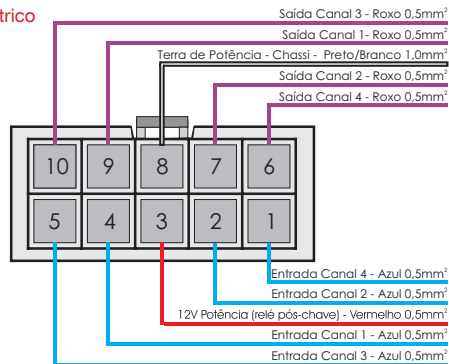 trico
Saída Canal 3 - Roxo 0,5mm²
Saída Canal 1- Roxo 0,5mm²
Terra de Potência - Chassi - Preto/Branco 1,0mm²
Saída Canal 2 - Roxo 0,5mm²
Saída Canal 4 - Roxo 0,5mm²
10 9 8 7 6
5 4 3 2 1
Entrada Canal 4 - Azul 0,5mm²
Entrada Canal 2 - Azul 0,5mm²
12V Potência (relé pós-chave) - Vermelho 0,5mm²
Entrada Canal 1 - Azul 0,5mm²
Entrada Canal 3 - Azul 0,5mm²